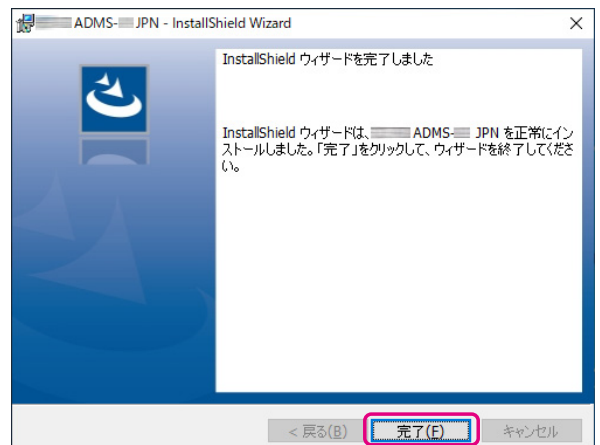 ADMS- JPN - InstallShield Wizard
InstallShield ウィザードを完了しました
InstallShield ウィザードは、 ADMS- JPN を正常にイン
ストールしました。「完了」をクリックして、ウィザードを終了してくださ
い。
< 戻る(B)
完了(F)
キャンセル